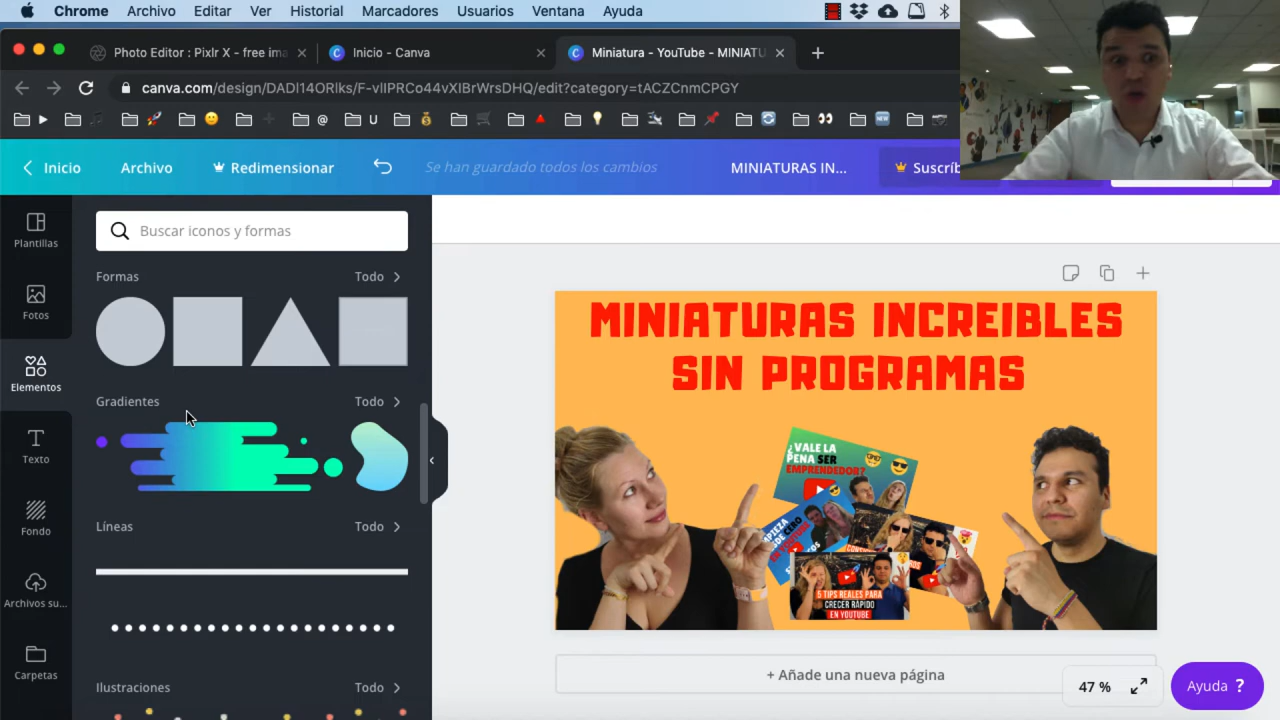 Chrome Archivo Editar Ver Historial Marcadores Usuarios Ventana Ayuda
Photo Editor : Pixlr X - free ima
Inicio - Canva
Miniatura - YouTube - MINIATU
canva.com/design/DADl14ORlks/F-vlIPRCo44vXIBrWrsDHQ/edit?category=tACZCnmCPGY
@ U
Inicio Archivo Redimensionar Se han guardado todos los cambios MINIATURAS IN... Suscríb
Plantillas
Fotos
Elementos
Texto
Fondo
Archivos su...
Carpetas
Buscar iconos y formas
Formas Todo
Gradientes Todo
Líneas Todo
Ilustraciones Todo
MINIATURAS INCREIBLES
SIN PROGRAMAS
¿VALE LA
PENA SER
EMPRENDEDOR?
5 TIPS REALES PARA
CRECER RÁPIDO
EN YOUTUBE
+ Añade una nueva página
47 %
Ayuda ?